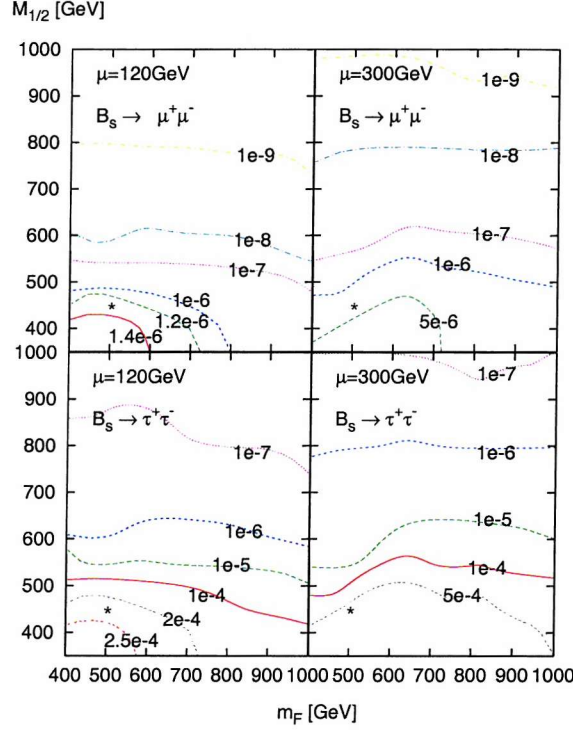 M1/2 [GeV]
1000
900
800
700
600
500
400
μ=120GeV
Bs→ μ+μ-
1e-9
1e-8
1e-7
1e-6
*
1.2e-6
1.4e-6
μ=300GeV
Bs→ μ+μ-
1e-9
1e-8
1e-7
1e-6
*
5e-6
1000
900
800
700
600
500
400
μ=120GeV
Bs→ τ+τ-
1e-7
1e-6
1e-5
1e-4
*
2e-4
2.5e-4
μ=300GeV
Bs→ τ+τ-
1e-7
1e-6
1e-5
1e-4
5e-4
*
400 500 600 700 800 900 1000 500 600 700 800 900 1000
mF [GeV]